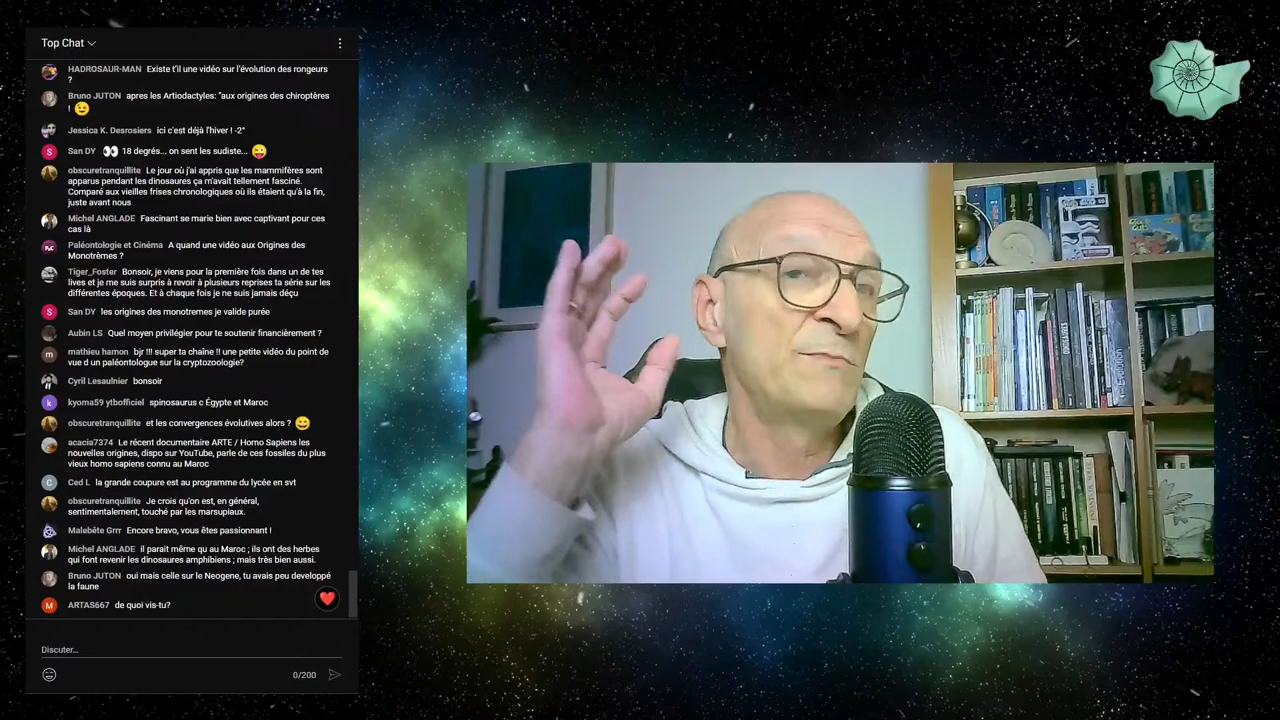 Top Chat
HADROSAUR-MAN Existe t'il une vidéo sur l'évolution des rongeurs
?
Bruno JUTON apres les Artiodactyles: "aux origines des chiroptères
! 😉
Jessica K. Desrosiers ici c'est déjà l'hiver ! -2°
San DY 👀 18 degrés... on sent les sudiste... 😜
obscuretranquillite Le jour où j'ai appris que les mammifères sont
apparus pendant les dinosaures ça m'avait tellement fasciné.
Comparé aux vieilles frises chronologiques où ils étaient qu'à la fin,
juste avant nous
Michel ANGLADE Fascinant se marie bien avec captivant pour ces
cas là
Paléontologie et Cinéma A quand une vidéo aux Origines des
Monotrèmes ?
Tiger_Foster Bonsoir, je viens pour la première fois dans un de tes
lives et je me suis surpris à revoir à plusieurs reprises ta série sur les
différentes époques. Et à chaque fois je ne suis jamais déçu
San DY les origines des monotremes je valide purée
Aubin LS Quel moyen privilégier pour te soutenir financièrement ?
mathieu hamon bjr !!! super ta chaîne !! une petite vidéo du point de
vue d un paléontologue sur la cryptozoologie?
Cyril Lesaulnier bonsoir
kyoma59 ytbofficiel spinosaurus c Égypte et Maroc
obscuretranquillite et les convergences évolutives alors ? 😄
acacia7374 Le récent documentaire ARTE / Homo Sapiens les
nouvelles origines, dispo sur YouTube, parle de ces fossiles du plus
vieux homo sapiens connu au Maroc
Ced L la grande coupure est au programme du lycée en svt
obscuretranquillite Je crois qu'on est, en général,
sentimentalement, touché par les marsupiaux.
Malebête Grrr Encore bravo, vous êtes passionnant !
Michel ANGLADE il parait même qu au Maroc ; ils ont des herbes
qui font revenir les dinosaures amphibiens ; mais très bien aussi.
Bruno JUTON oui mais celle sur le Neogene, tu avais peu developpé
la faune
ARTAS667 de quoi vis-tu?
Discuter...
0/200